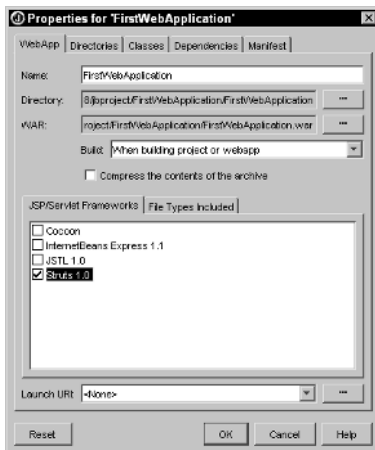 Properties for 'FirstWebApplication'
WebApp Directories Classes Dependencies Manifest
Name: FirstWebApplication
Directory: 8/jbproject/FirstWebApplication/FirstWebApplication ...
WAR: roject/FirstWebApplication/FirstWebApplication.war ...
Build: When building project or webapp
Compress the contents of the archive
JSP/Servlet Frameworks File Types Included
Cocoon
InternetBeans Express 1.1
JSTL 1.0
Struts 1.0
Launch URI: <None> ...
Reset OK Cancel Help